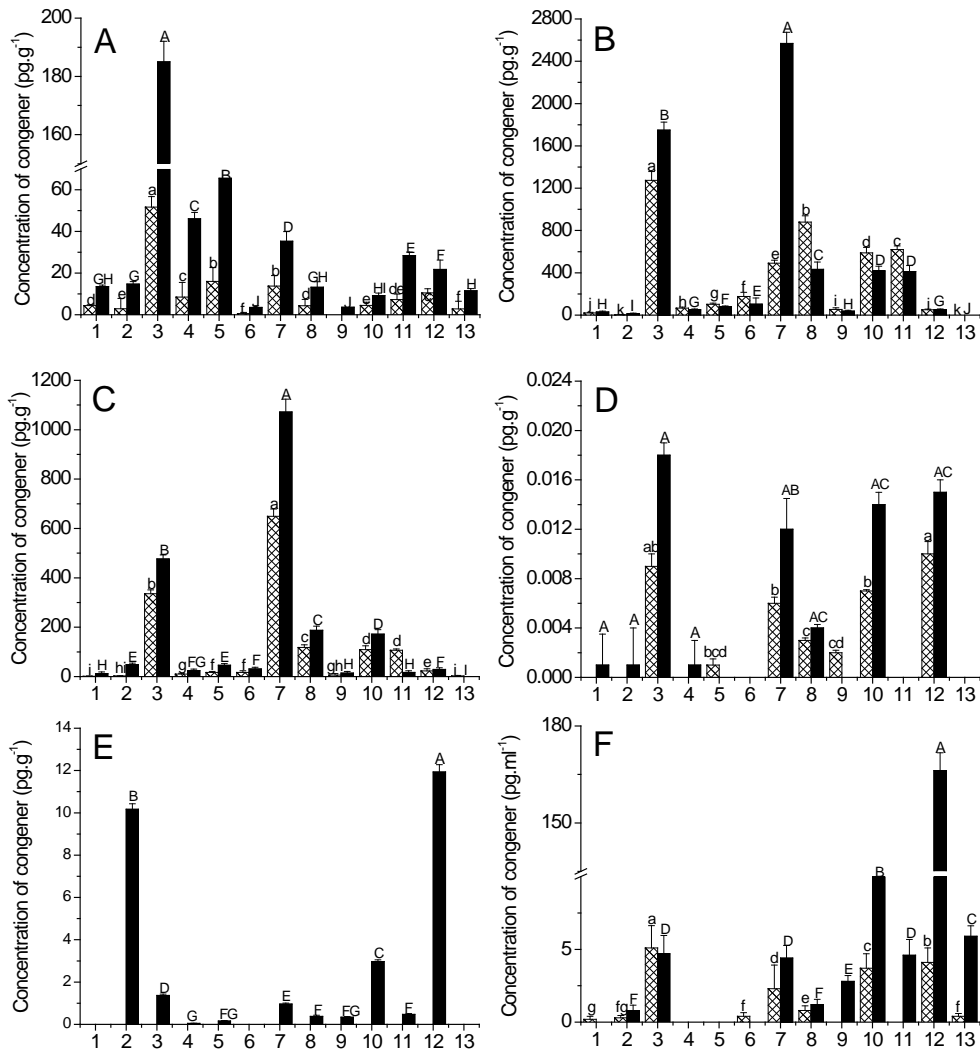 A
Concentration of congener (pg.g-1)
200
180
160
140
60
40
20
0
d GH e G a A c C b B f I b D d GH I e HI de E C E f H
1 2 3 4 5 6 7 8 9 10 11 12 13
B
Concentration of congener (pg.g-1)
2800
2400
2000
1600
1200
800
400
0
i H k I a B h G g F f E e A b C i H d D c D i G k J
1 2 3 4 5 6 7 8 9 10 11 12 13
C
Concentration of congener (pg.g-1)
1200
1000
800
600
400
200
0
i H hi E b B g FG f E f F a A c C gh H d D d H e F i I
1 2 3 4 5 6 7 8 9 10 11 12 13
D
Concentration of congener (pg.g-1)
0.024
0.020
0.016
0.012
0.008
0.004
0.000
A A ab A A bcd b AB c AC cd b AC a AC
1 2 3 4 5 6 7 8 9 10 11 12 13
E
Concentration of congener (pg.g-1)
14
12
10
8
6
4
3
2
1
0
B D G FG E F FG C F A
1 2 3 4 5 6 7 8 9 10 11 12 13
F
Concentration of congener (pg.ml-1)
180
150
5
0
g fg F a D f d D e F E c B D b A f C
1 2 3 4 5 6 7 8 9 10 11 12 13